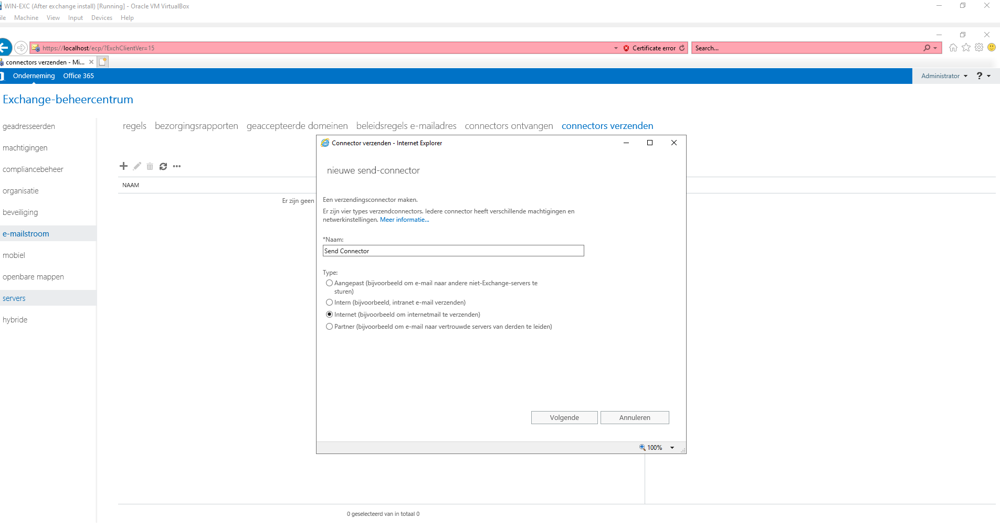 WIN-EXC (After exchange install) [Running] - Oracle VM VirtualBox
ile Machine View Input Devices Help
https://localhost/ecp/?ExchClientVer=15 Certificate error Search...
connectors verzenden - Mi...
Onderneming Office 365 Administrator ?
Exchange-beheercentrum
geadresseerden
machtigingen
compliancebeheer
organisatie
beveiliging
e-mailstroom
mobiel
openbare mappen
servers
hybride
regels bezorgingsrapporten geaccepteerde domeinen beleidsregels e-mailadres connectors ontvangen connectors verzenden
NAAM
Er zijn geen
Connector verzenden - Internet Explorer
nieuwe send-connector
Een verzendingsconnector maken.
Er zijn vier types verzendconnectors. Iedere connector heeft verschillende machtigingen en
netwerkinstellingen. Meer informatie...
*Naam:
Send Connector
Type:
Aangepast (bijvoorbeeld om e-mail naar andere niet-Exchange-servers te
sturen)
Intern (bijvoorbeeld, intranet e-mail verzenden)
Internet (bijvoorbeeld om internetmail te verzenden)
Partner (bijvoorbeeld om e-mail naar vertrouwde servers van derden te leiden)
Volgende Annuleren
100%
0 geselecteerd van in totaal 0